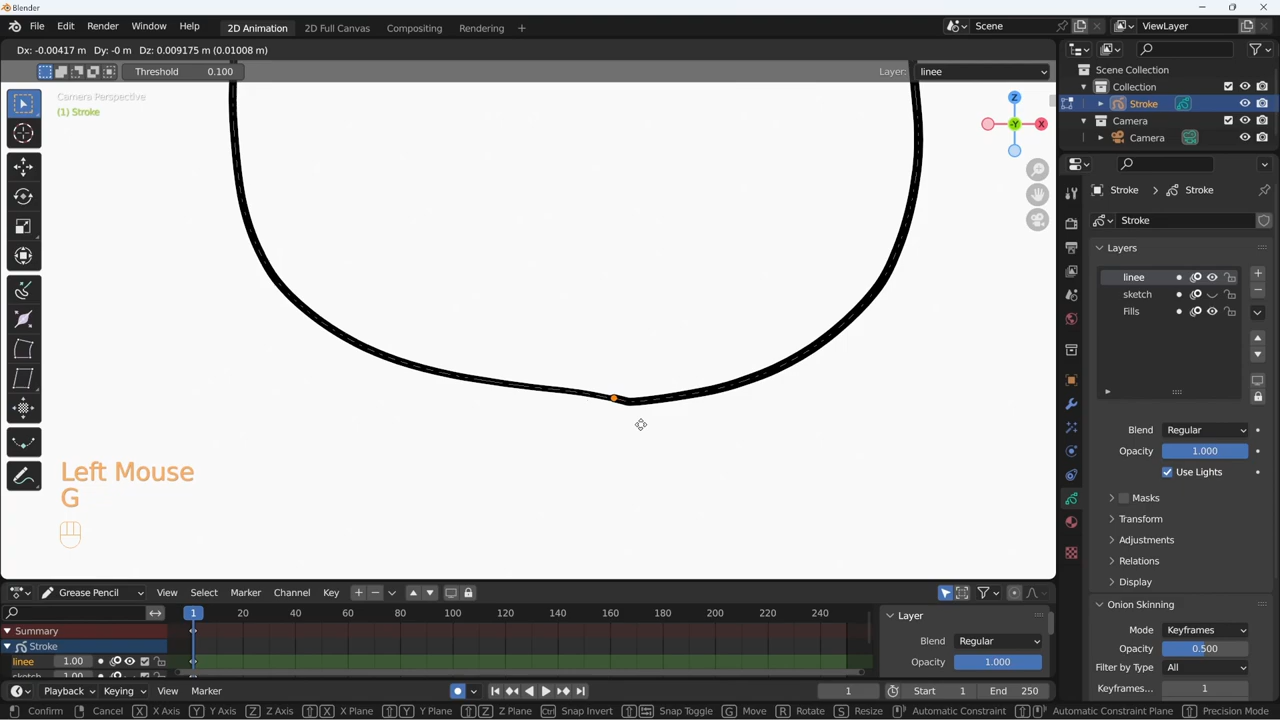 Blender
File Edit Render Window Help 2D Animation 2D Full Canvas Compositing Rendering + Scene ViewLayer
Dx: -0.00417 m Dy: -0 m Dz: 0.009175 m (0.01008 m)
Threshold 0.100 Layer: linee
Camera Perspective
(1) Stroke
Z
-Y X
Left Mouse
G
Scene Collection
Collection
Stroke
Camera
Camera
Stroke Stroke
Stroke
Layers
linee
sketch
Fills
Blend Regular
Opacity 1.000
Use Lights
Masks
Transform
Adjustments
Relations
Display
Onion Skinning
Mode Keyframes
Opacity 0.500
Filter by Type All
Keyframes... 1
Grease Pencil View Select Marker Channel Key
1 20 40 60 80 100 120 140 160 180 200 220 240
Summary
Stroke
linee 1.00
Layer
Blend Regular
Opacity 1.000
Playback Keying View Marker 1 Start 1 End 250
Confirm Cancel X X Axis Y Y Axis Z Z Axis X X Plane Y Y Plane Z Z Plane Ctrl Snap Invert Snap Toggle G Move R Rotate S Resize Automatic Constraint Automatic Constraint Plane Precision Mode